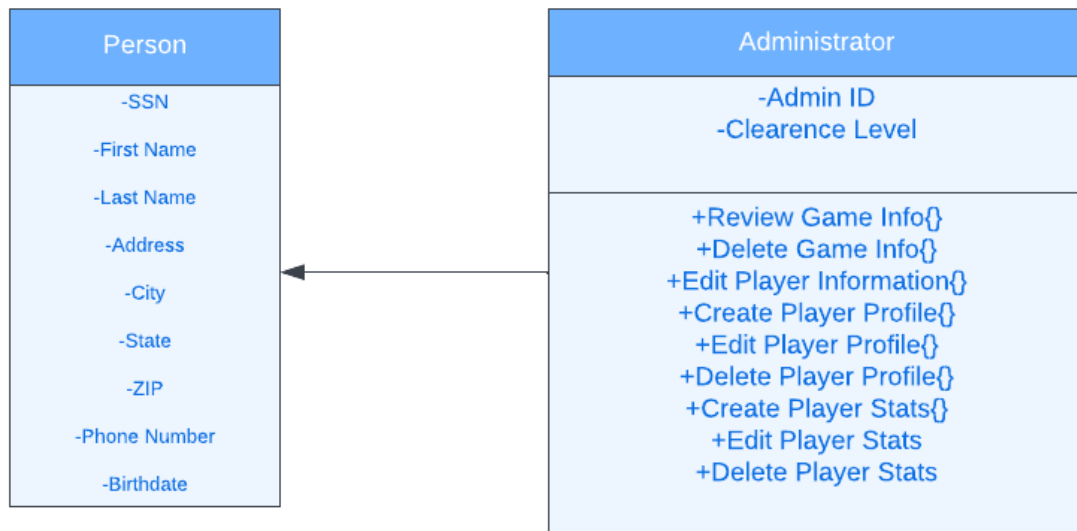 Person
-SSN
-First Name
-Last Name
-Address
-City
-State
-ZIP
-Phone Number
-Birthdate
Administrator
-Admin ID
-Clearence Level
+Review Game Info{}
+Delete Game Info{}
+Edit Player Information{}
+Create Player Profile{}
+Edit Player Profile{}
+Delete Player Profile{}
+Create Player Stats{}
+Edit Player Stats
+Delete Player Stats